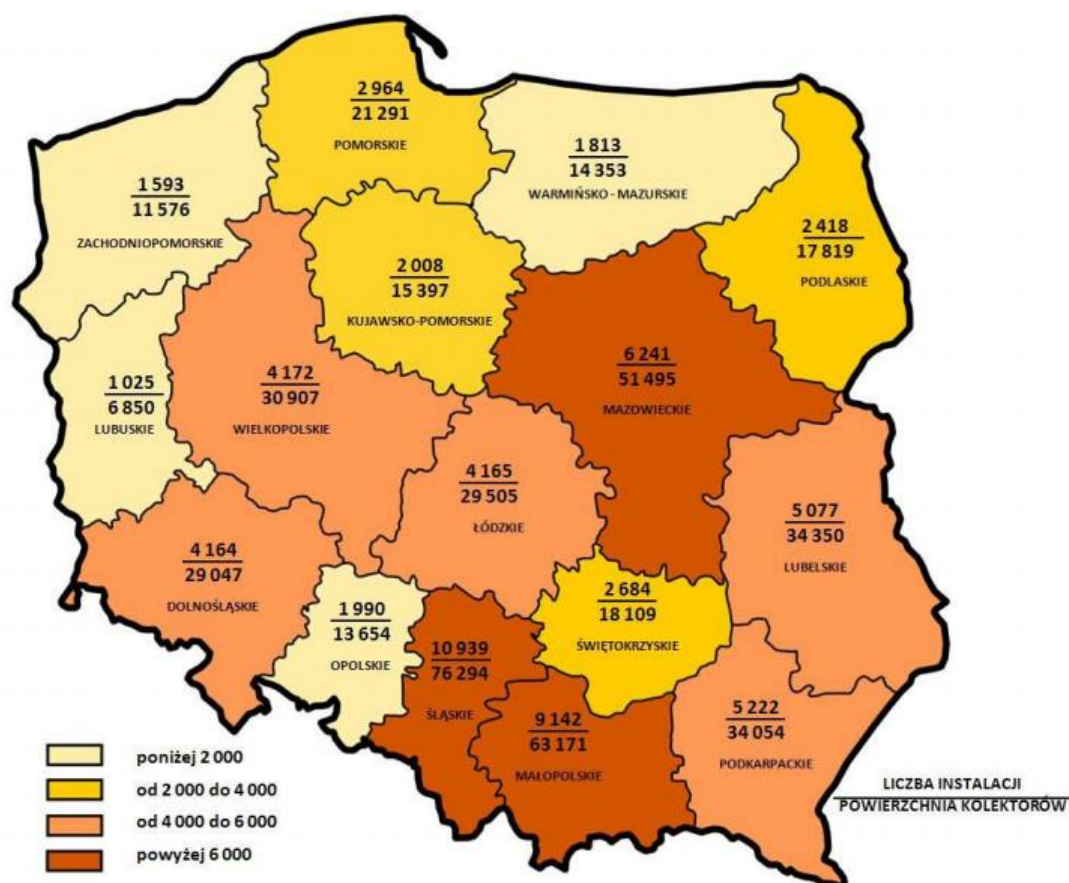 2 964
21 291
POMORSKIE
1 813
14 353
WARMIŃSKO - MAZURSKIE
1 593
11 576
ZACHODNIOPOMORSKIE
2 418
17 819
PODLASKIE
2 008
15 397
KUJAWSKO-POMORSKIE
6 241
51 495
MAZOWIECKIE
1 025
6 850
LUBUSKIE
4 172
30 907
WIELKOPOLSKIE
4 165
29 505
ŁÓDZKIE
5 077
34 350
LUBELSKIE
4 164
29 047
DOLNOŚLĄSKIE
1 990
13 654
OPOLSKIE
2 684
18 109
ŚWIĘTOKRZYSKIE
10 939
76 294
ŚLĄSKIE
9 142
63 171
MAŁOPOLSKIE
5 222
34 054
PODKARPACKIE
poniżej 2 000
od 2 000 do 4 000
od 4 000 do 6 000
powyżej 6 000
LICZBA INSTALACJI
POWIERZCHNIA KOLEKTORÓW